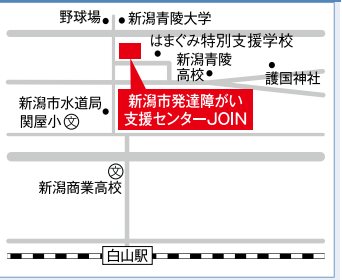 野球場
新潟青陵大学
はまぐみ特別支援学校
新潟青陵
高校
護国神社
新潟市水道局
関屋小 文
新潟市発達障がい
支援センターJOIN
文
新潟商業高校
白山駅